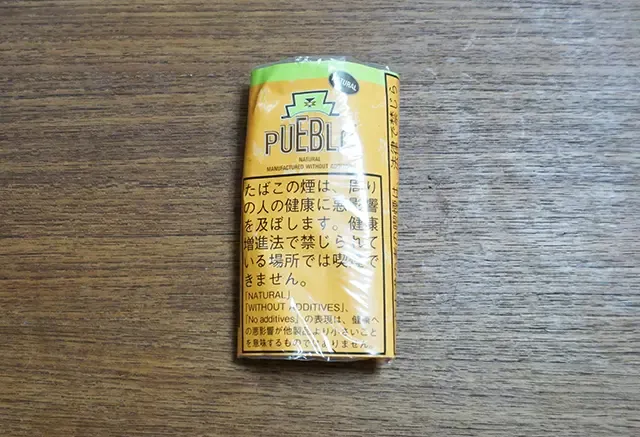 NATURAL
PUEBL
NATURAL
MANUFACTURED WITHOUT
たばこの煙は、周り
の人の健康に悪影響
を及ぼします。健康
増進法で禁じられて
いる場所では喫煙で
きません。
「NATURAL」、
「WITHOUT ADDITIVES」、
「No additives」の表現は、健康へ
の悪影響が他製品より小さいこと
を意味するものではありません。